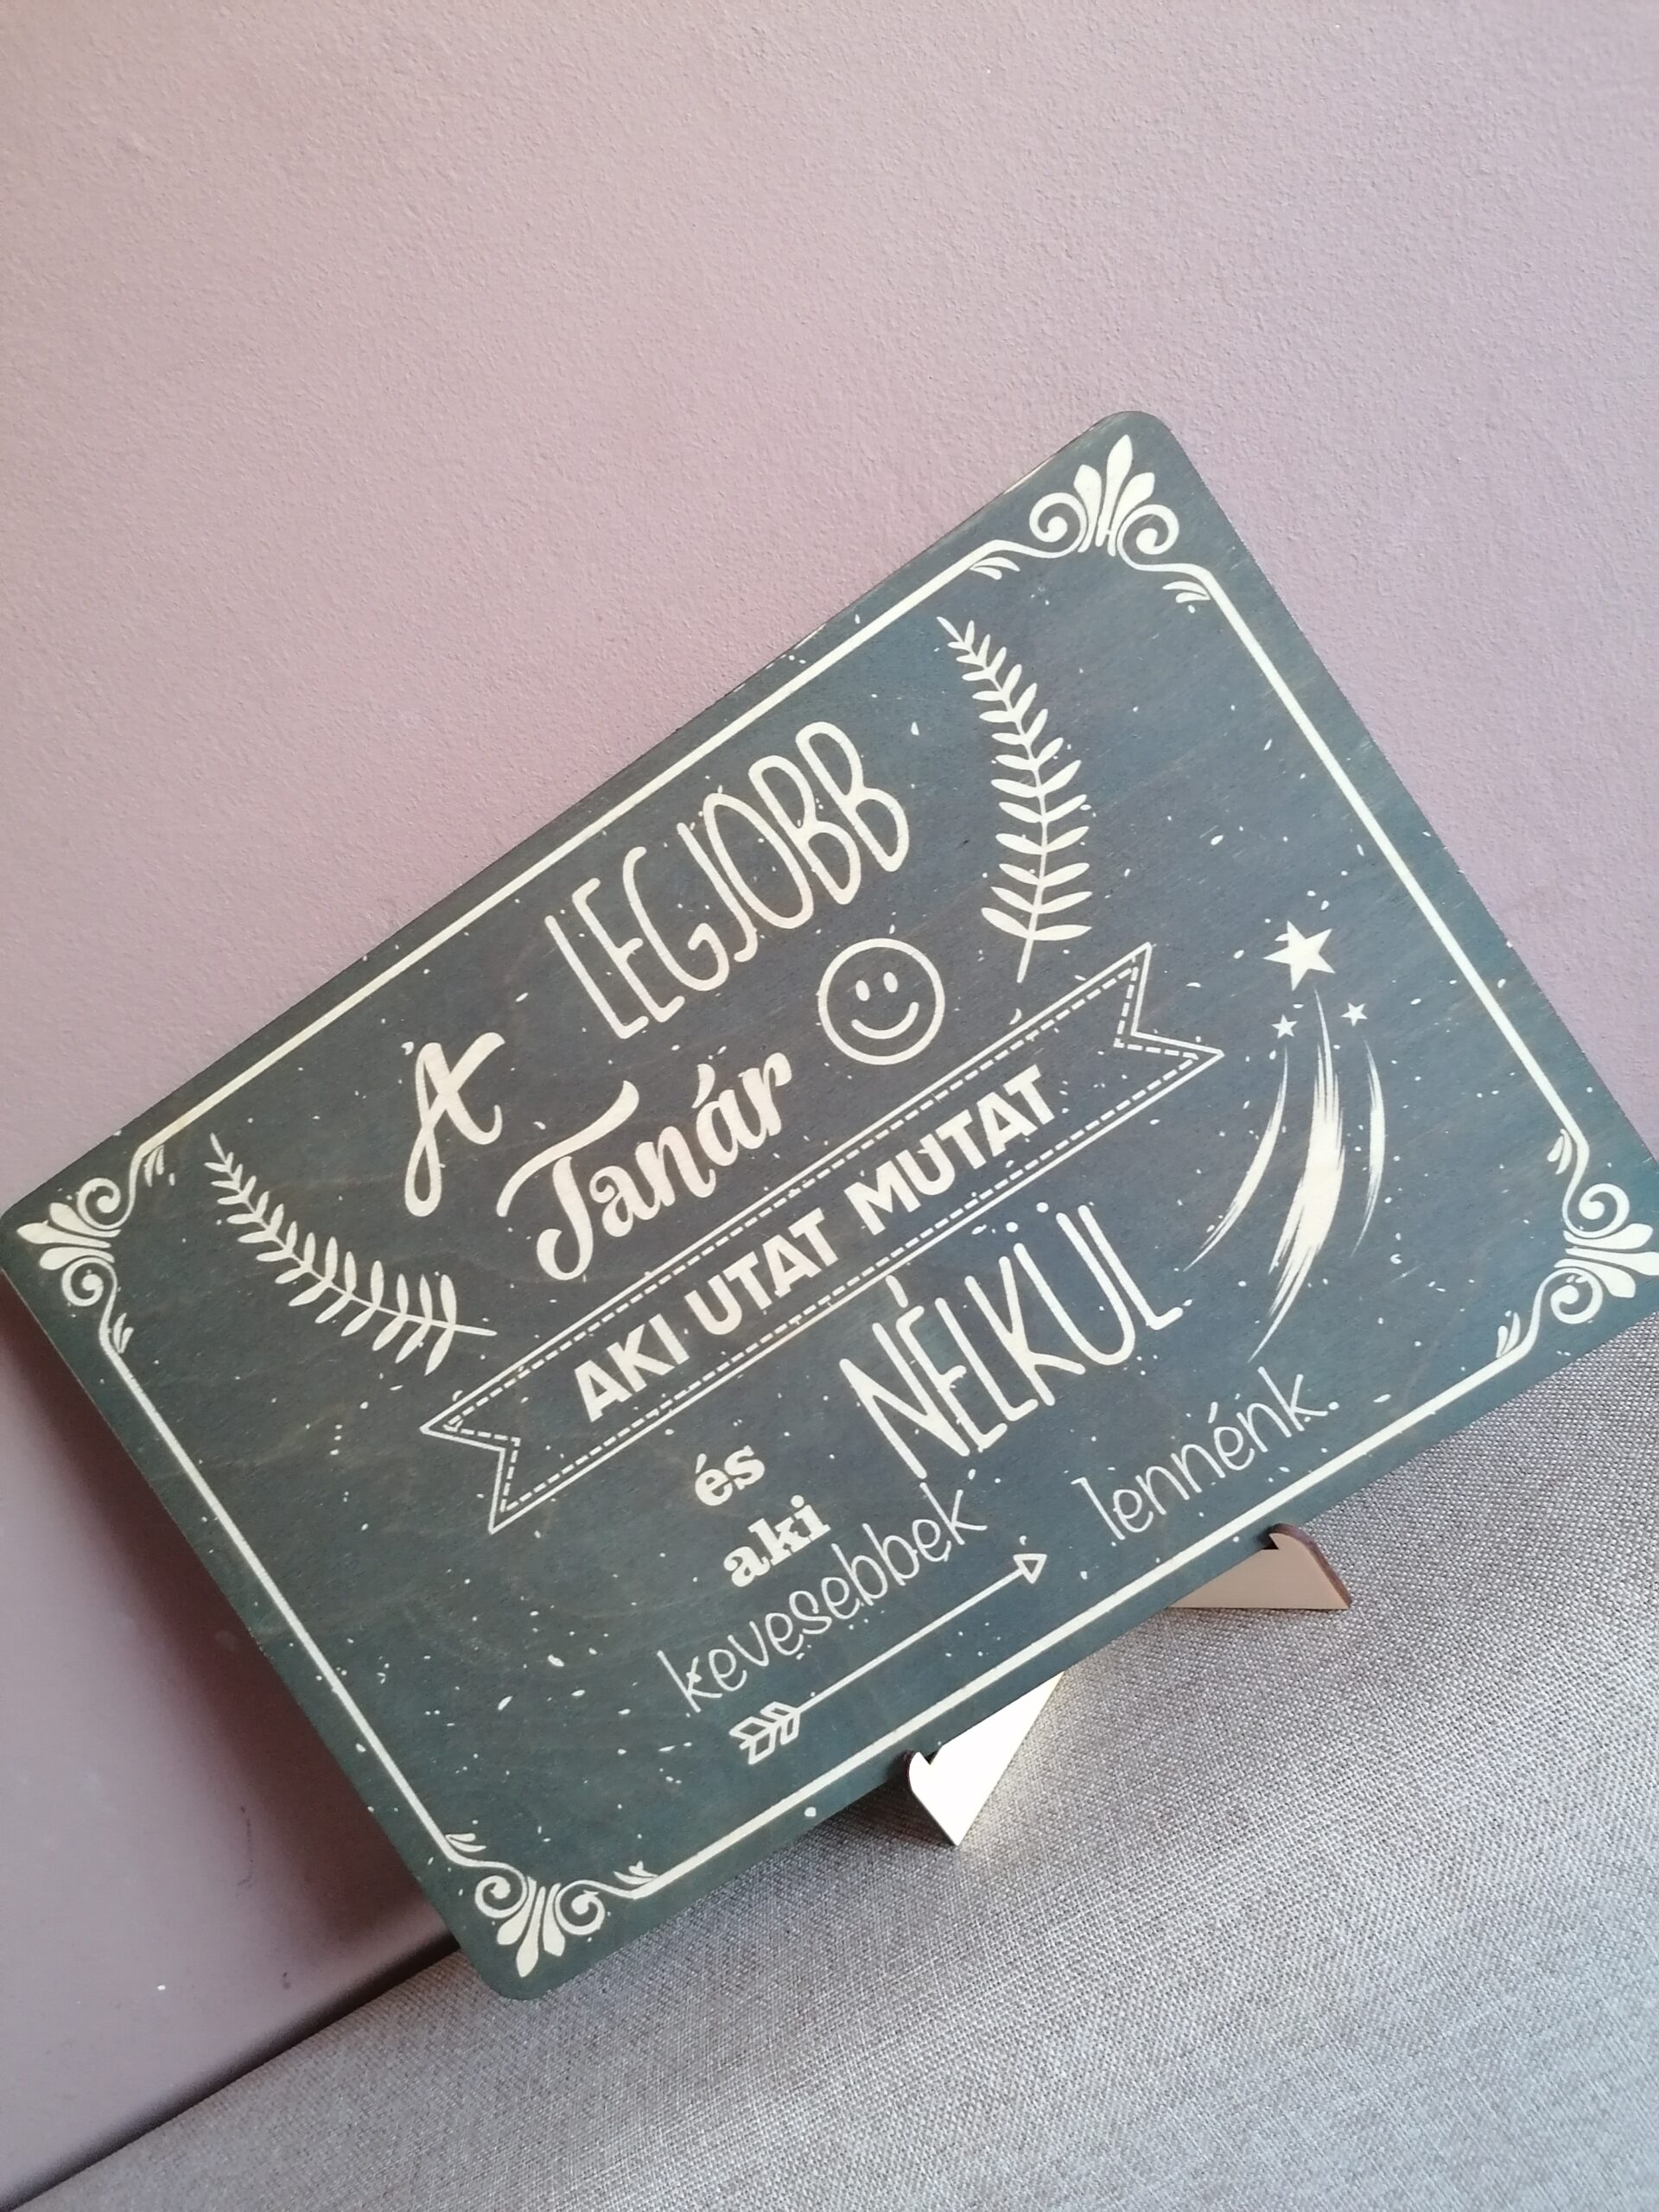 A LEGJOBB
Tanár
AKI UTAT MUTAT
és
aki NÉLKÜL
kevesebbek lennénk.